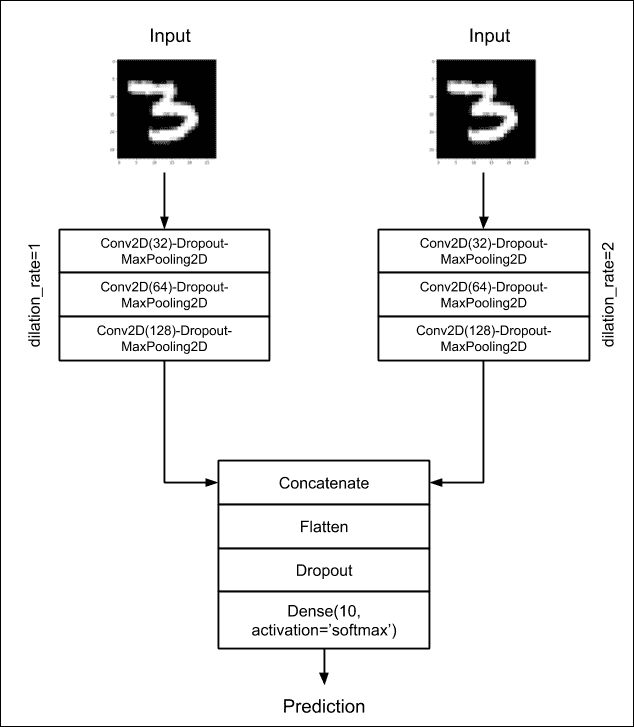 Input
Input
dilation_rate=1
Conv2D(32)-Dropout-
MaxPooling2D
Conv2D(64)-Dropout-
MaxPooling2D
Conv2D(128)-Dropout-
MaxPooling2D
Conv2D(32)-Dropout-
MaxPooling2D
Conv2D(64)-Dropout-
MaxPooling2D
Conv2D(128)-Dropout-
MaxPooling2D
dilation_rate=2
Concatenate
Flatten
Dropout
Dense(10,
activation=’softmax’)
Prediction